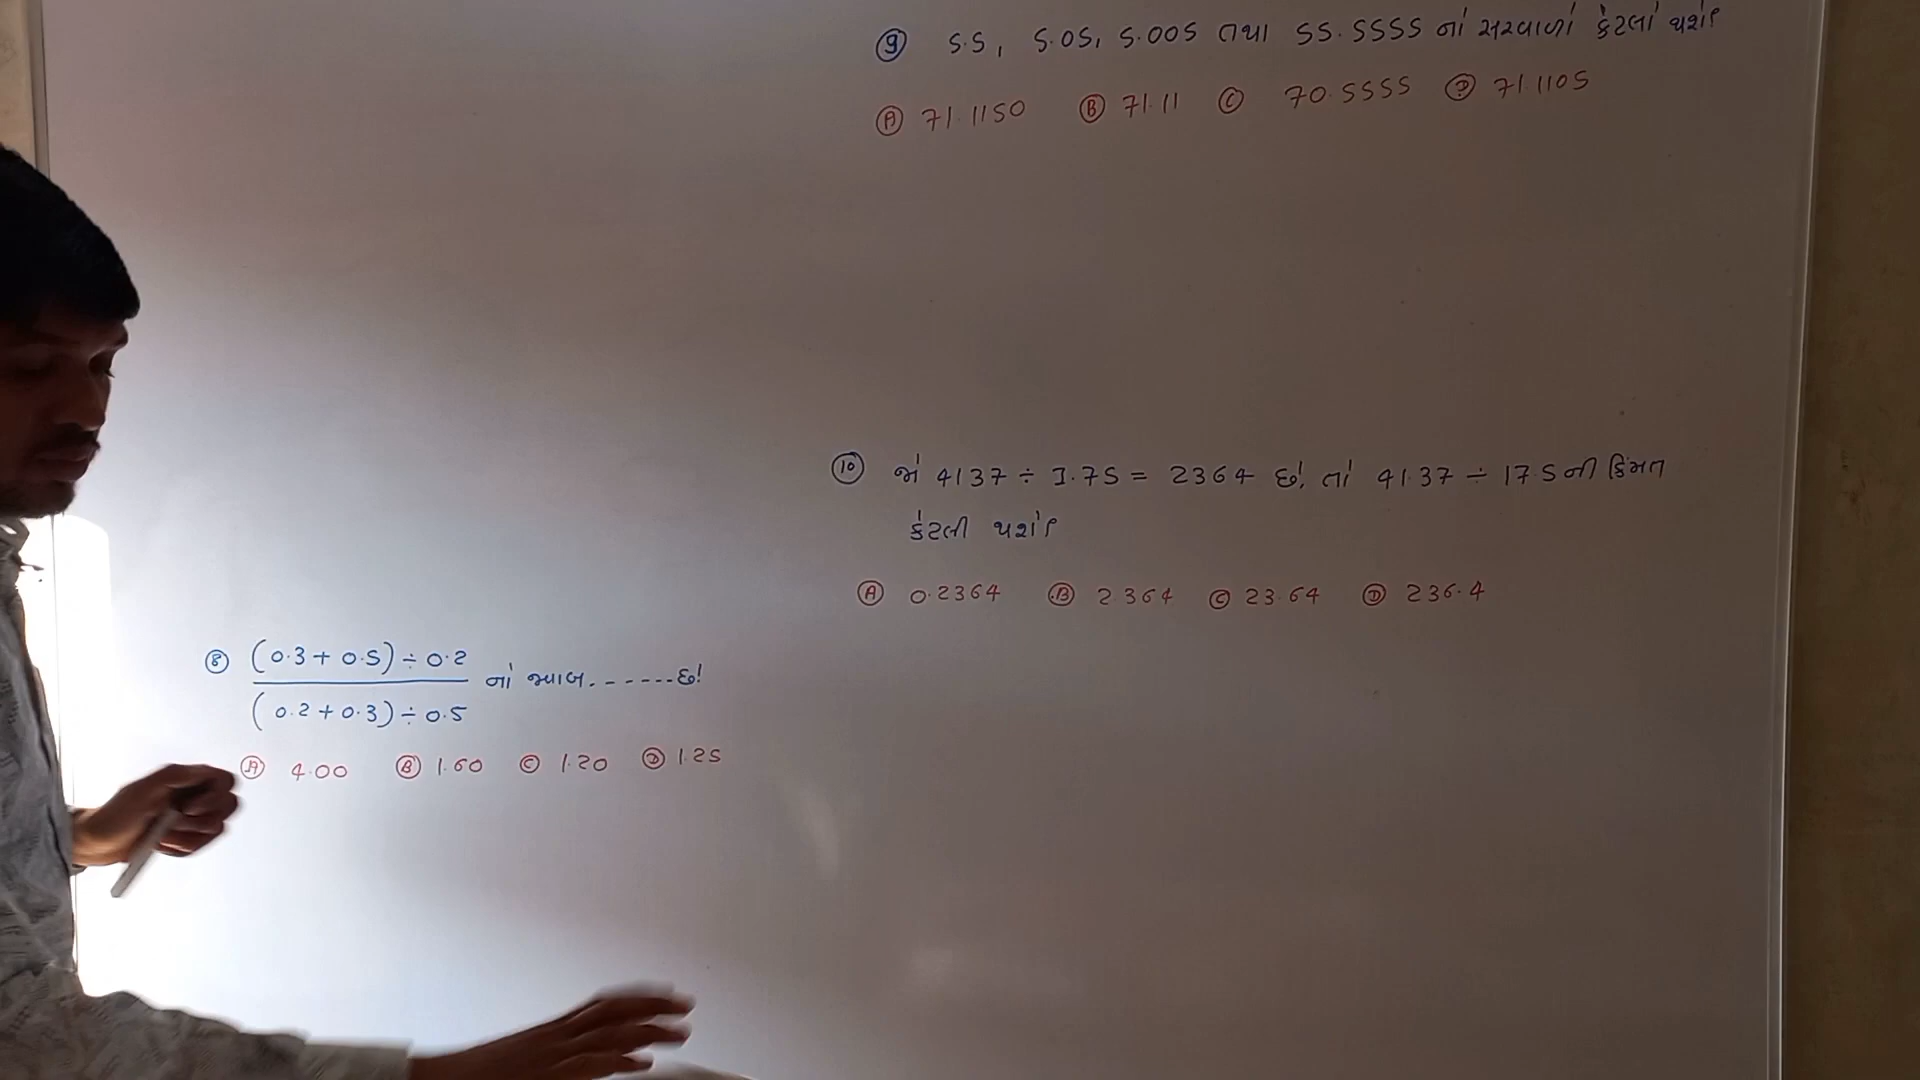 ⑨ 5.5, 5.05, 5.005 તથા 55.5555 નો સરવાળો કેટલો થશે?
Ⓐ 71.1150 Ⓑ 71.11 Ⓒ 70.5555 Ⓓ 71.1105
⑩ જો 4137 ÷ 1.75 = 2364 છે! તો 41.37 ÷ 17.5 ની કિંમત
કેટલી થશે?
Ⓐ 0.2364 Ⓑ 2.364 Ⓒ 23.64 Ⓓ 236.4
⑧ (0.3 + 0.5) ÷ 0.2
(0.2 + 0.3) ÷ 0.5 નો જવાબ. - - - - - - છે!
Ⓐ 4.00 Ⓑ 1.60 Ⓒ 1.20 Ⓓ 1.25